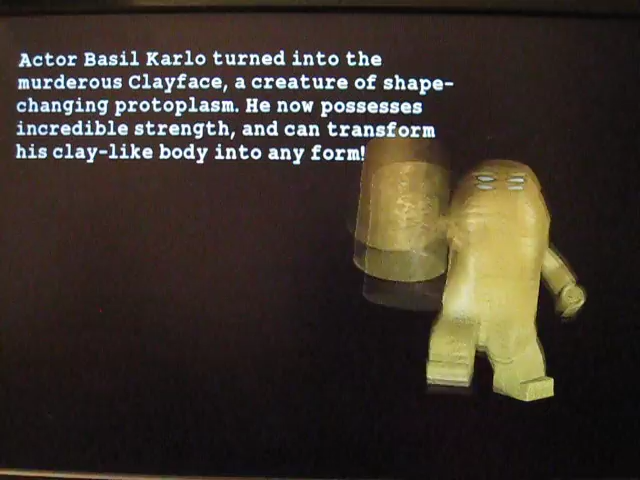 Actor Basil Karlo turned into the
murderous Clayface, a creature of shape-
changing protoplasm. He now possesses
incredible strength, and can transform
his clay-like body into any form!